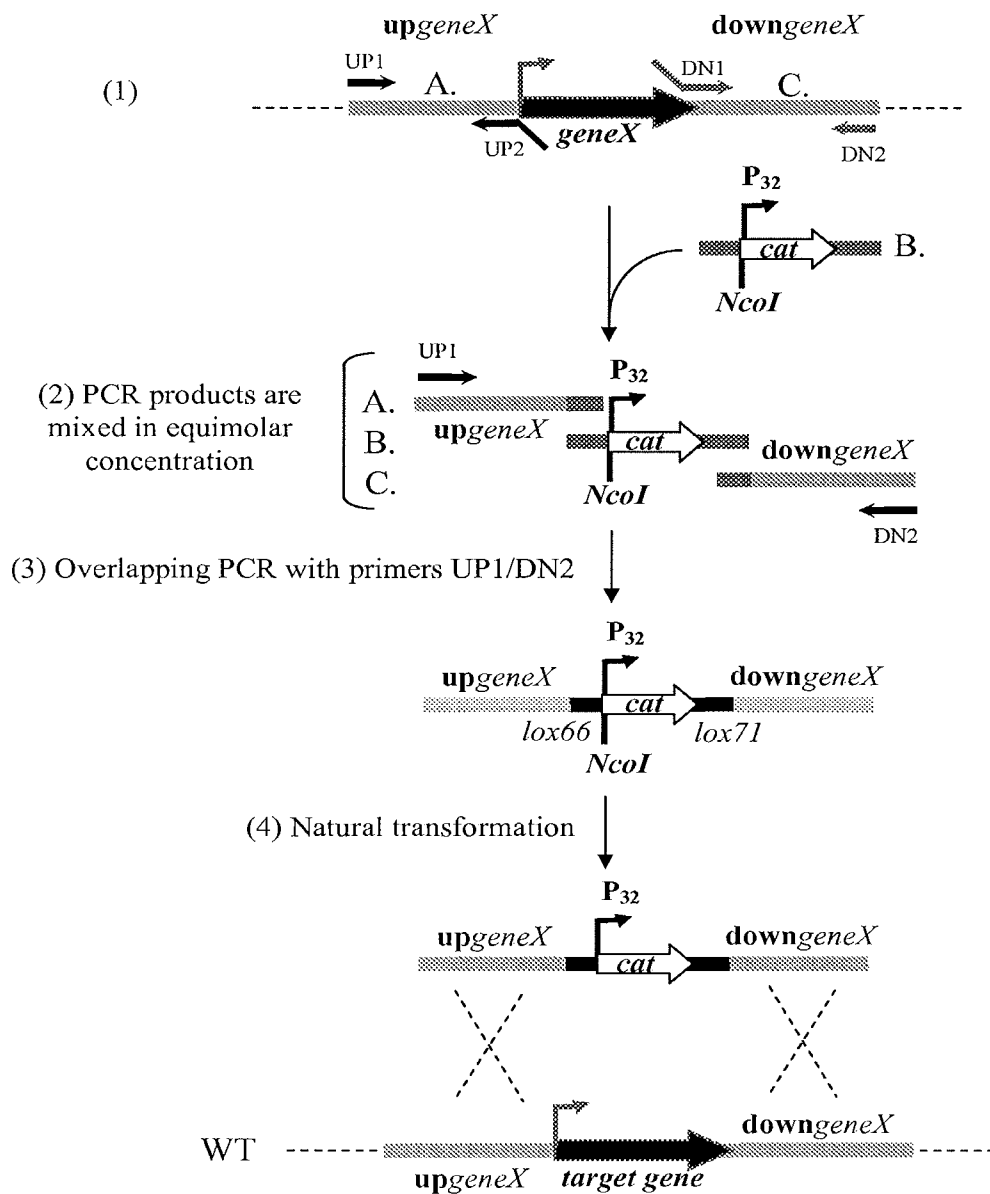 upgeneX
downgeneX
UP1
DN1
(1)
A.
C.
UP2
geneX
DN2
P32
cat
B.
NcoI
UP1
P32
(2) PCR products are
mixed in equimolar
concentration
A.
upgeneX
B.
cat
downgeneX
C.
NcoI
DN2
(3) Overlapping PCR with primers UP1/DN2
P32
upgeneX
downgeneX
cat
lox66
lox71
NcoI
(4) Natural transformation
P32
upgeneX
downgeneX
cat
WT
downgeneX
upgeneX
target gene